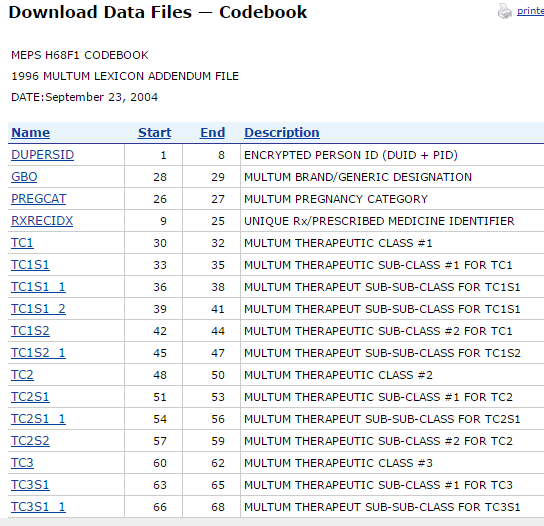 Download Data Files — Codebook
printe
MEPS H68F1 CODEBOOK
1996 MULTUM LEXICON ADDENDUM FILE
DATE:September 23, 2004
Name Start End Description
DUPERSID 1 8 ENCRYPTED PERSON ID (DUID + PID)
GBO 28 29 MULTUM BRAND/GENERIC DESIGNATION
PREGCAT 26 27 MULTUM PREGNANCY CATEGORY
RXRECIDX 9 25 UNIQUE Rx/PRESCRIBED MEDICINE IDENTIFIER
TC1 30 32 MULTUM THERAPEUTIC CLASS #1
TC1S1 33 35 MULTUM THERAPEUTIC SUB-CLASS #1 FOR TC1
TC1S1_1 36 38 MULTUM THERAPEUT SUB-SUB-CLASS FOR TC1S1
TC1S1_2 39 41 MULTUM THERAPEUT SUB-SUB-CLASS FOR TC1S1
TC1S2 42 44 MULTUM THERAPEUTIC SUB-CLASS #2 FOR TC1
TC1S2_1 45 47 MULTUM THERAPEUT SUB-SUB-CLASS FOR TC1S2
TC2 48 50 MULTUM THERAPEUTIC CLASS #2
TC2S1 51 53 MULTUM THERAPEUTIC SUB-CLASS #1 FOR TC2
TC2S1_1 54 56 MULTUM THERAPEUT SUB-SUB-CLASS FOR TC2S1
TC2S2 57 59 MULTUM THERAPEUTIC SUB-CLASS #2 FOR TC2
TC3 60 62 MULTUM THERAPEUTIC CLASS #3
TC3S1 63 65 MULTUM THERAPEUTIC SUB-CLASS #1 FOR TC3
TC3S1_1 66 68 MULTUM THERAPEUT SUB-SUB-CLASS FOR TC3S1